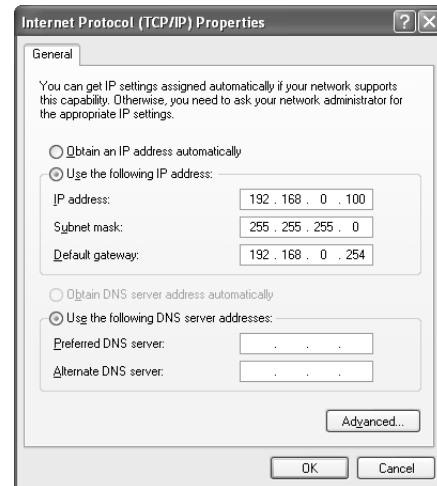 Internet Protocol (TCP/IP) Properties
General
You can get IP settings assigned automatically if your network supports
this capability. Otherwise, you need to ask your network administrator for
the appropriate IP settings.
Obtain an IP address automatically
Use the following IP address:
IP address: 192 . 168 . 0 . 100
Subnet mask: 255 . 255 . 255 . 0
Default gateway: 192 . 168 . 0 . 254
Obtain DNS server address automatically
Use the following DNS server addresses:
Preferred DNS server: . . .
Alternate DNS server: . . .
Advanced...
OK Cancel